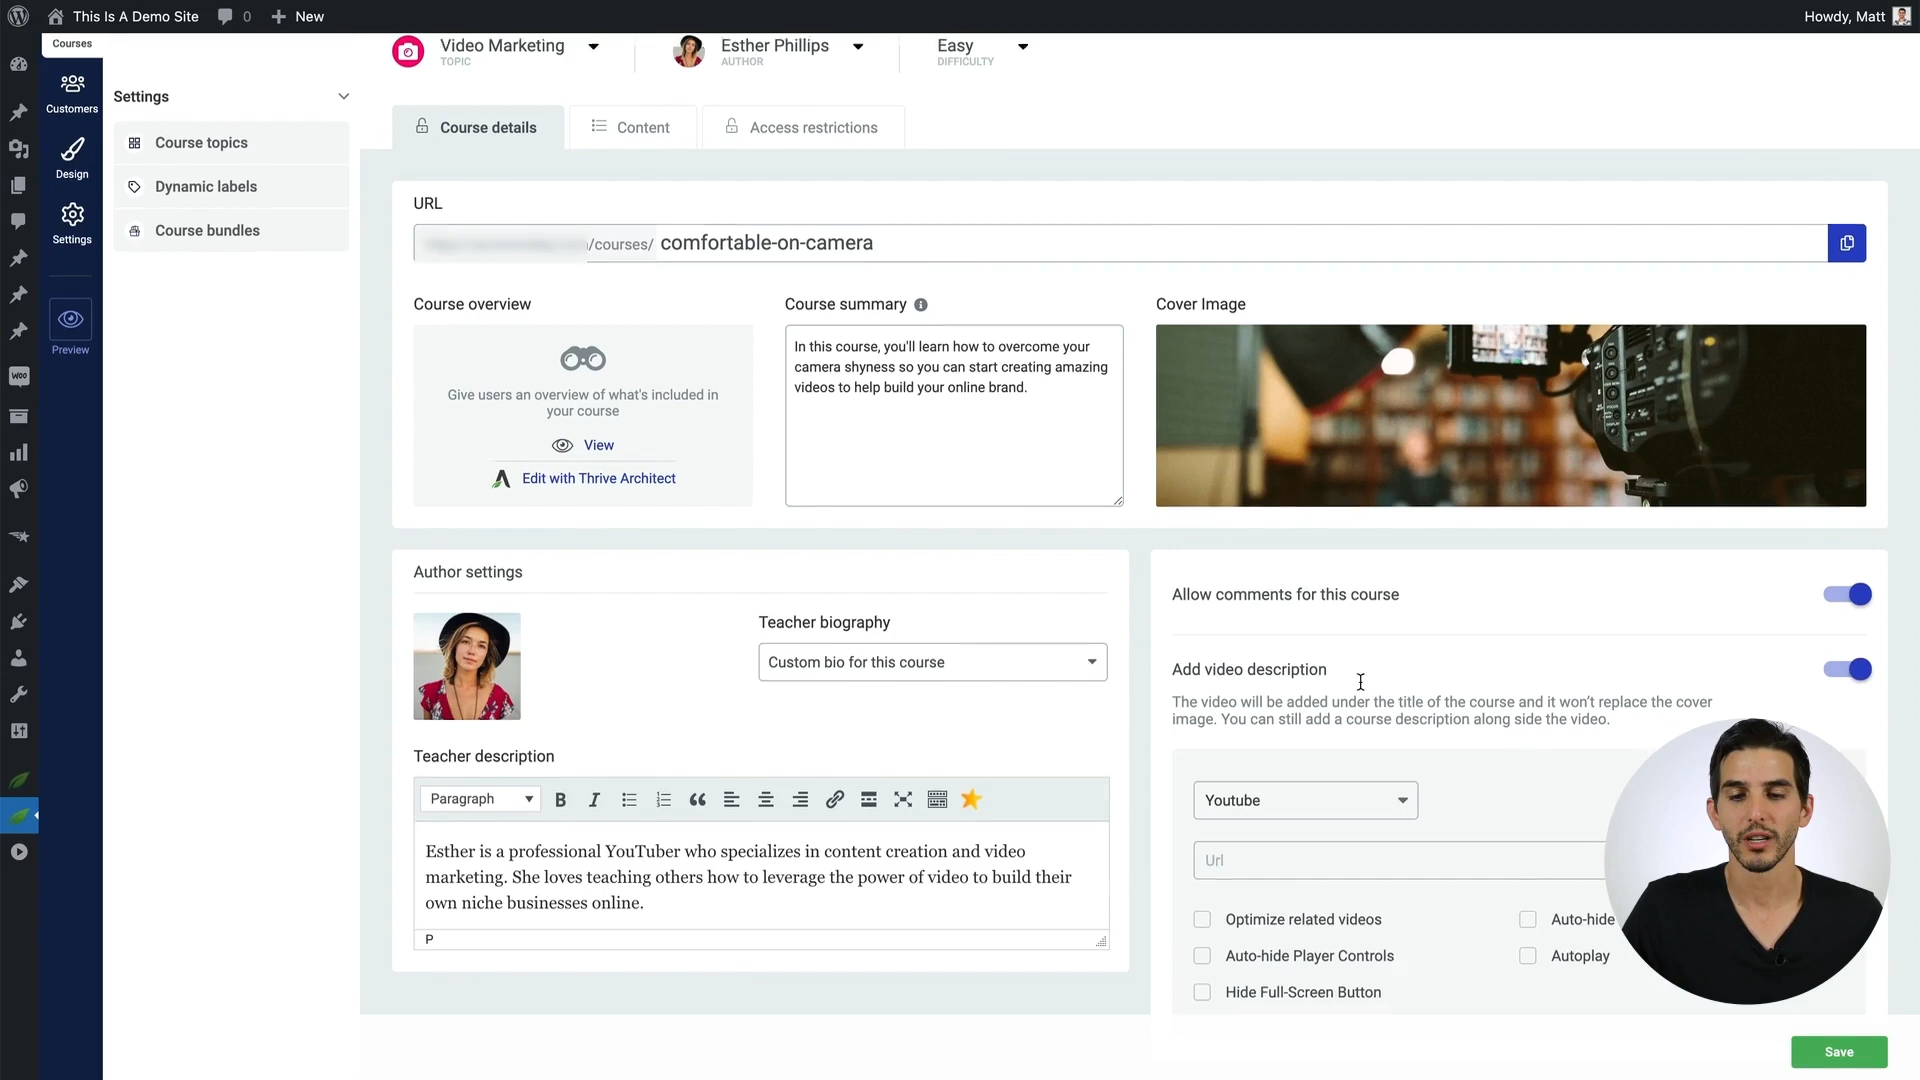 This Is A Demo Site
0
New
Howdy, Matt
Courses
Customers
Design
Settings
Preview
WOO
Settings
Course topics
Dynamic labels
Course bundles
Video Marketing
TOPIC
Esther Phillips
AUTHOR
Easy
DIFFICULTY
Course details
Content
Access restrictions
URL
/courses/ comfortable-on-camera
Course overview
Give users an overview of what's included in
your course
View
Edit with Thrive Architect
Course summary
In this course, you'll learn how to overcome your
camera shyness so you can start creating amazing
videos to help build your online brand.
Cover Image
Author settings
Teacher biography
Custom bio for this course
Teacher description
Paragraph
B
I
Esther is a professional YouTuber who specializes in content creation and video
marketing. She loves teaching others how to leverage the power of video to build their
own niche businesses online.
P
Allow comments for this course
Add video description
The video will be added under the title of the course and it won't replace the cover
image. You can still add a course description along side the video.
Youtube
Url
Optimize related videos
Auto-hide
Auto-hide Player Controls
Autoplay
Hide Full-Screen Button
Save